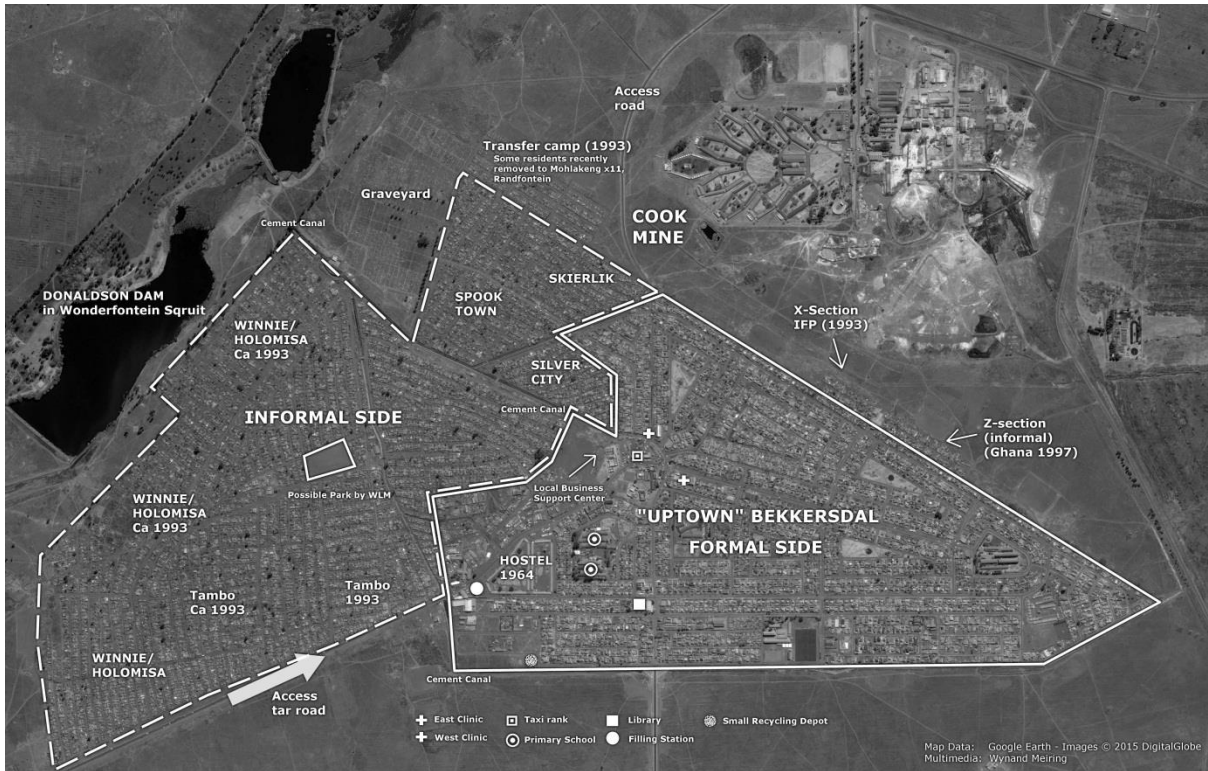 Access
road
Transfer camp (1993)
Some residents recently
removed to Mohlakeng x11,
Randfontein
Graveyard
COOK
MINE
Cement Canal
SKIERLIK
DONALDSON DAM
in Wonderfontein Sqruit
SPOOK
TOWN
X-Section
IFP (1993)
WINNIE/
HOLOMISA
Ca 1993
SILVER
CITY
Cement Canal
INFORMAL SIDE
Z-section
(informal)
(Ghana 1997)
Possible Park by WLM
Local Business
Support Center
WINNIE/
HOLOMISA
Ca 1993
"UPTOWN" BEKKERSDAL
FORMAL SIDE
HOSTEL
1964
Tambo
Ca 1993
Tambo
1993
WINNIE/
HOLOMISA
Access
tar road
Cement Canal
East Clinic
Taxi rank
Library
Small Recycling Depot
West Clinic
Primary School
Filling Station
Map Data: Google Earth - Images © 2015 DigitalGlobe
Multimedia: Wynand Meiring